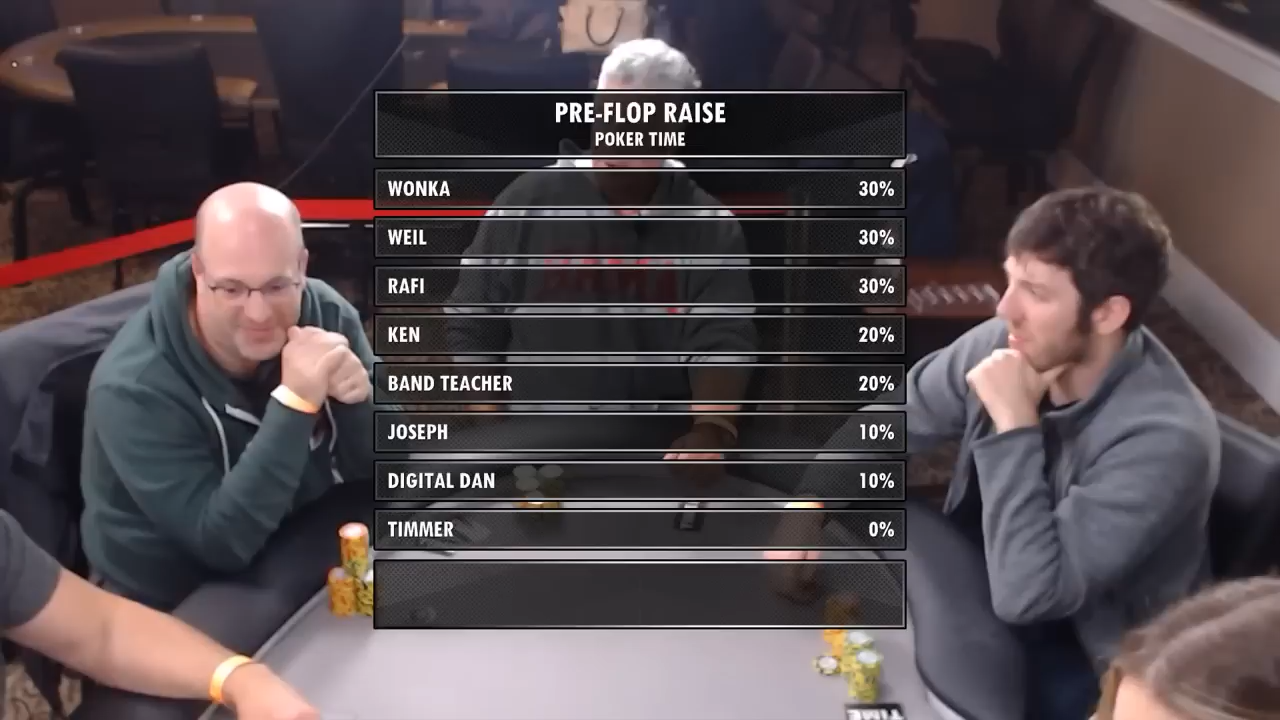 PRE-FLOP RAISE
POKER TIME
WONKA 30%
WEIL 30%
RAFI 30%
KEN 20%
BAND TEACHER 20%
JOSEPH 10%
DIGITAL DAN 10%
TIMMER 0%
TIME